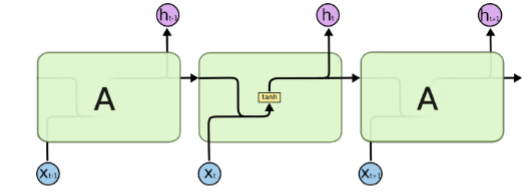 hₜ₋₁ hₜ hₜ₊₁
A tanh A
xₜ₋₁ xₜ xₜ₊₁